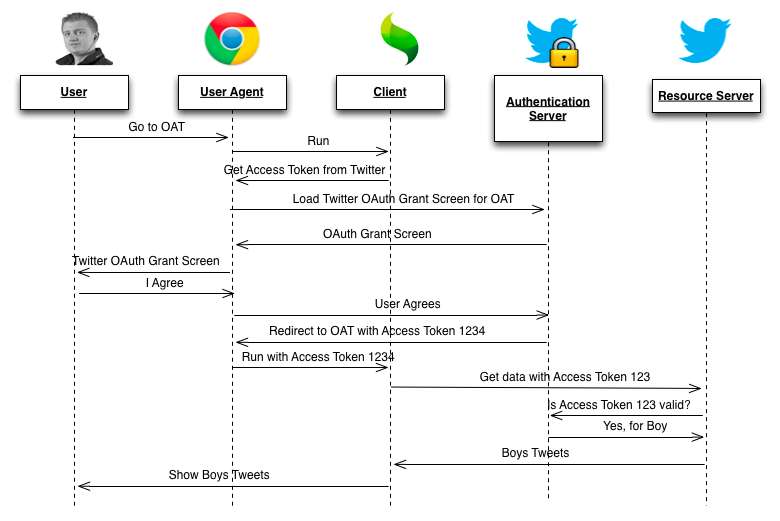 User
User Agent
Client
Authentication
Server
Resource Server
Go to OAT
Run
Get Access Token from Twitter
Load Twitter OAuth Grant Screen for OAT
OAuth Grant Screen
Twitter OAuth Grant Screen
I Agree
User Agrees
Redirect to OAT with Access Token 1234
Run with Access Token 1234
Get data with Access Token 123
Is Access Token 123 valid?
Yes, for Boy
Boys Tweets
Show Boys Tweets